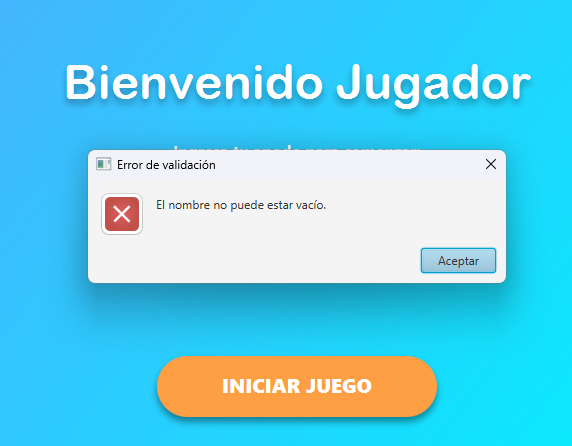 Bienvenido Jugador
Error de validación
El nombre no puede estar vacío.
Aceptar
INICIAR JUEGO